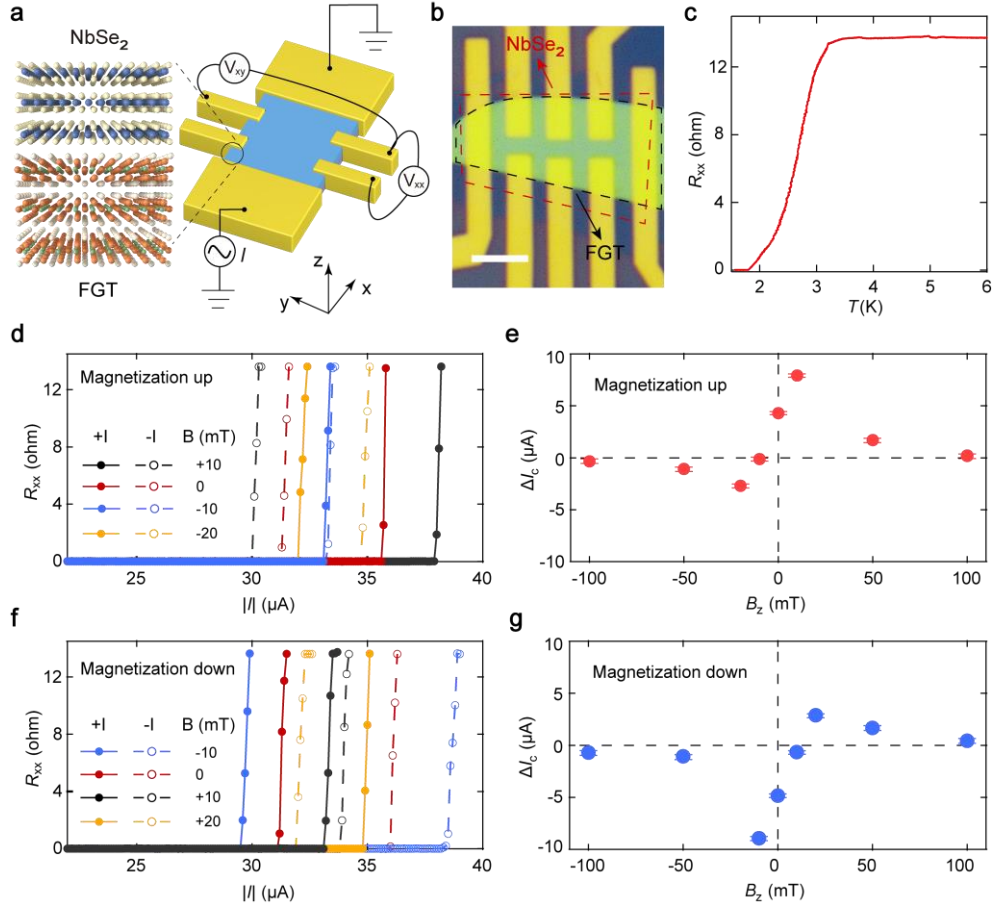 a
NbSe2
FGT
Vxy
Vxx
I
z
x
y
b
NbSe2
FGT
c
Rxx (ohm)
14
12
8
4
0
2
3
4
5
6
T(K)
d
Magnetization up
+I -I B (mT)
+10
0
-10
-20
Rxx (ohm)
12
8
4
0
25
30
35
40
|I| (μA)
e
Magnetization up
ΔIc (μA)
10
5
0
-5
-10
-100
-50
0
50
100
Bz (mT)
f
Magnetization down
+I -I B (mT)
-10
0
+10
+20
Rxx (ohm)
12
8
4
0
25
30
35
40
|I| (μA)
g
Magnetization down
ΔIc (μA)
10
5
0
-5
-10
-100
-50
0
50
100
Bz (mT)